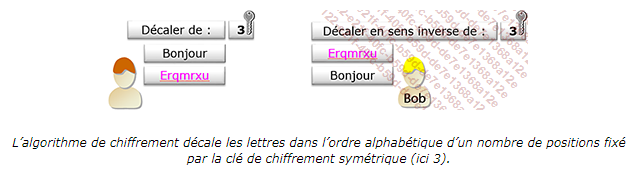 Décaler de : 3
Bonjour
Erqmrxu
Décaler en sens inverse de : 3
Erqmrxu
Bonjour
Bob
L’algorithme de chiffrement décale les lettres dans l’ordre alphabétique d’un nombre de positions fixé
par la clé de chiffrement symétrique (ici 3).